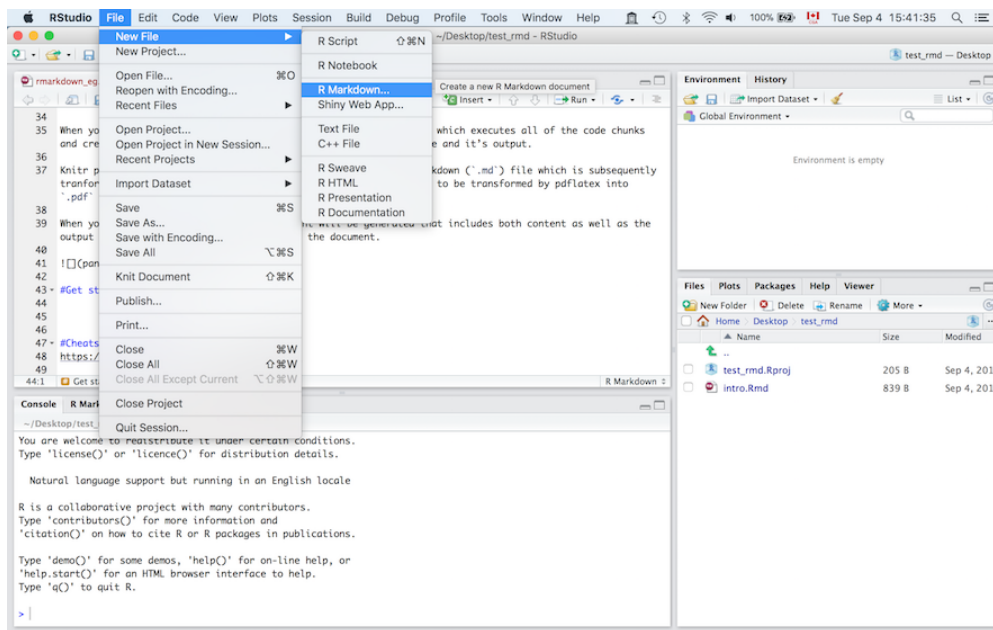 RStudio File Edit Code View Plots Session Build Debug Profile Tools Window Help 100% Tue Sep 4 15:41:35
~/Desktop/test_rmd - RStudio
test_rmd — Desktop
New File
New Project...
Open File... ⌘O
Reopen with Encoding...
Recent Files
Open Project...
Open Project in New Session...
Recent Projects
Import Dataset
Save ⌘S
Save As...
Save with Encoding...
Save All ⌥⌘S
Knit Document ⇧⌘K
Publish...
Print...
Close ⌘W
Close All ⇧⌘W
Close All Except Current ⌥⇧⌘W
Close Project
Quit Session...
R Script ⇧⌘N
R Notebook
R Markdown...
Shiny Web App...
Text File
C++ File
R Sweave
R HTML
R Presentation
R Documentation
Create a new R Markdown document
rmarkdown_eg
Insert Run
34
35 When yo which executes all of the code chunks
and cre e and it's output.
36
37 Knitr p kdown (`.md`) file which is subsequently
tranfor to be transformed by pdflatex into
`.pdf`
38
39 When yo nt will be generated that includes both content as well as the
output the document.
40
41 ![](pan
42
43 #Get st
44
45
46
47 #Cheats
48 https:/
49
44:1 Get st R Markdown
Console R Mar
~/Desktop/test_
You are welcome to redistribute it under certain conditions.
Type 'license()' or 'licence()' for distribution details.
Natural language support but running in an English locale
R is a collaborative project with many contributors.
Type 'contributors()' for more information and
'citation()' on how to cite R or R packages in publications.
Type 'demo()' for some demos, 'help()' for on-line help, or
'help.start()' for an HTML browser interface to help.
Type 'q()' to quit R.
>
Environment History
Import Dataset List
Global Environment
Environment is empty
Files Plots Packages Help Viewer
New Folder Delete Rename More
Home Desktop test_rmd
Name Size Modified
..
test_rmd.Rproj 205 B Sep 4, 201
intro.Rmd 839 B Sep 4, 201